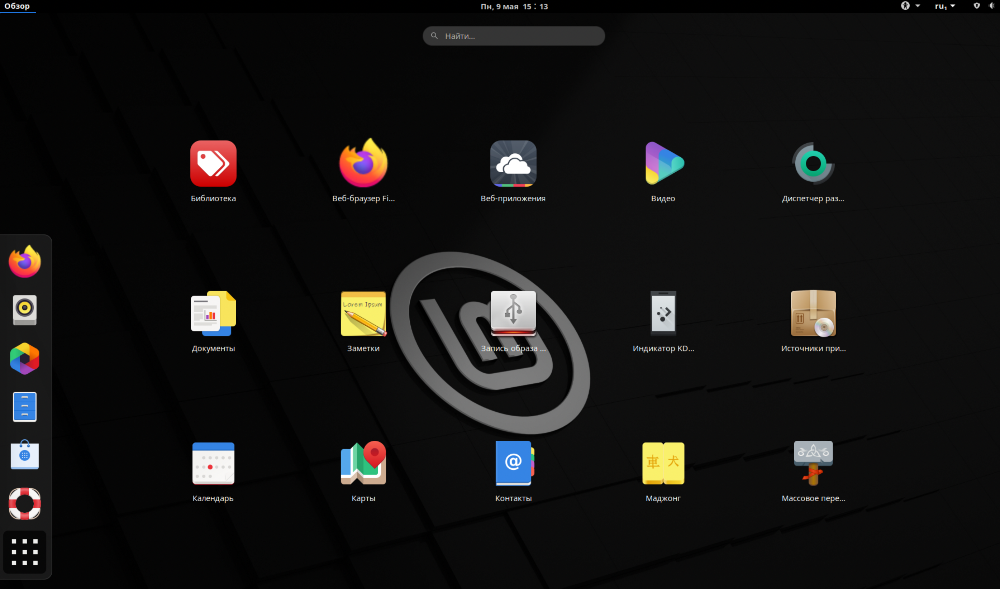 Обзор
Пн, 9 мая 15:13
ru₁
Найти...
Библиотека
Веб-браузер Fi...
Веб-приложения
Видео
Диспетчер раз...
Lorem Ipsum
Документы
Заметки
Запись образа ...
Индикатор KD...
Источники при...
@
車 犬
Календарь
Карты
Контакты
Маджонг
Массовое пере...